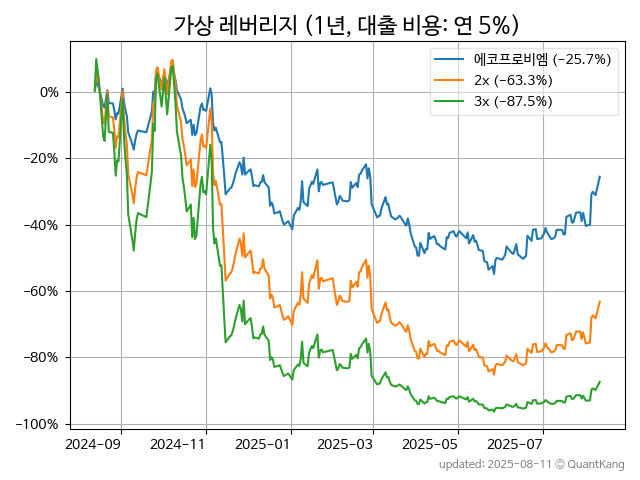 가상 레버리지 (1년, 대출 비용: 연 5%)
에코프로비엠 (−25.7%)
2x (−63.3%)
3x (−87.5%)
0%
−20%
−40%
−60%
−80%
−100%
2024-09 2024-11 2025-01 2025-03 2025-05 2025-07
updated: 2025-08-11 © QuantKang